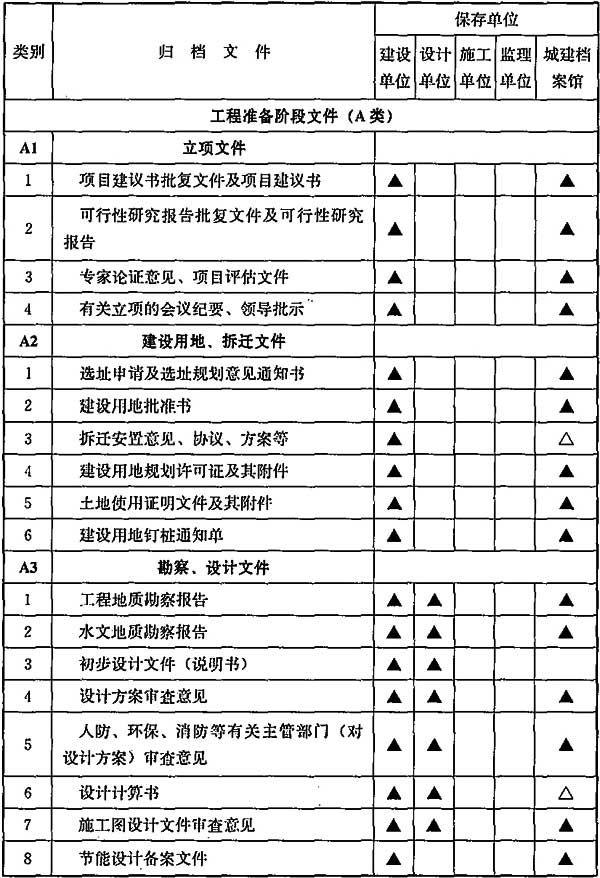 类别 归 档 文 件 保存单位
建设单位 设计单位 施工单位 监理单位 城建档案馆
工程准备阶段文件（A类）
A1 立项文件
1 项目建议书批复文件及项目建议书 ▲ ▲
2 可行性研究报告批复文件及可行性研究
报告 ▲ ▲
3 专家论证意见、项目评估文件 ▲ ▲
4 有关立项的会议纪要、领导批示 ▲ ▲
A2 建设用地、拆迁文件
1 选址申请及选址规划意见通知书 ▲ ▲
2 建设用地批准书 ▲ ▲
3 拆迁安置意见、协议、方案等 ▲ △
4 建设用地规划许可证及其附件 ▲ ▲
5 土地使用证明文件及其附件 ▲ ▲
6 建设用地钉桩通知单 ▲ ▲
A3 勘察、设计文件
1 工程地质勘察报告 ▲ ▲ ▲
2 水文地质勘察报告 ▲ ▲ ▲
3 初步设计文件（说明书） ▲ ▲
4 设计方案审查意见 ▲ ▲ ▲
5 人防、环保、消防等有关主管部门（对
设计方案）审查意见 ▲ ▲ ▲
6 设计计算书 ▲ ▲ △
7 施工图设计文件审查意见 ▲ ▲ ▲
8 节能设计备案文件 ▲ ▲